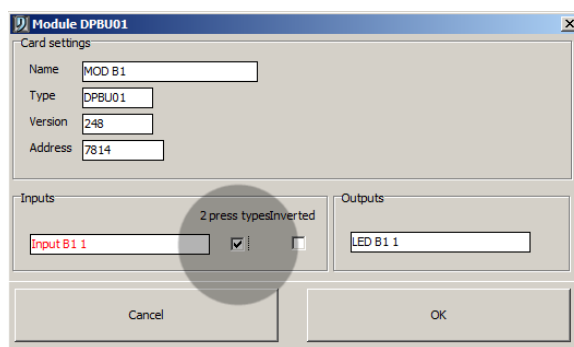 Module DPBU01
Card settings
Name MOD B1
Type DPBU01
Version 248
Address 7814
Inputs
2 press types Inverted
Input B1 1
Outputs
LED B1 1
Cancel
OK